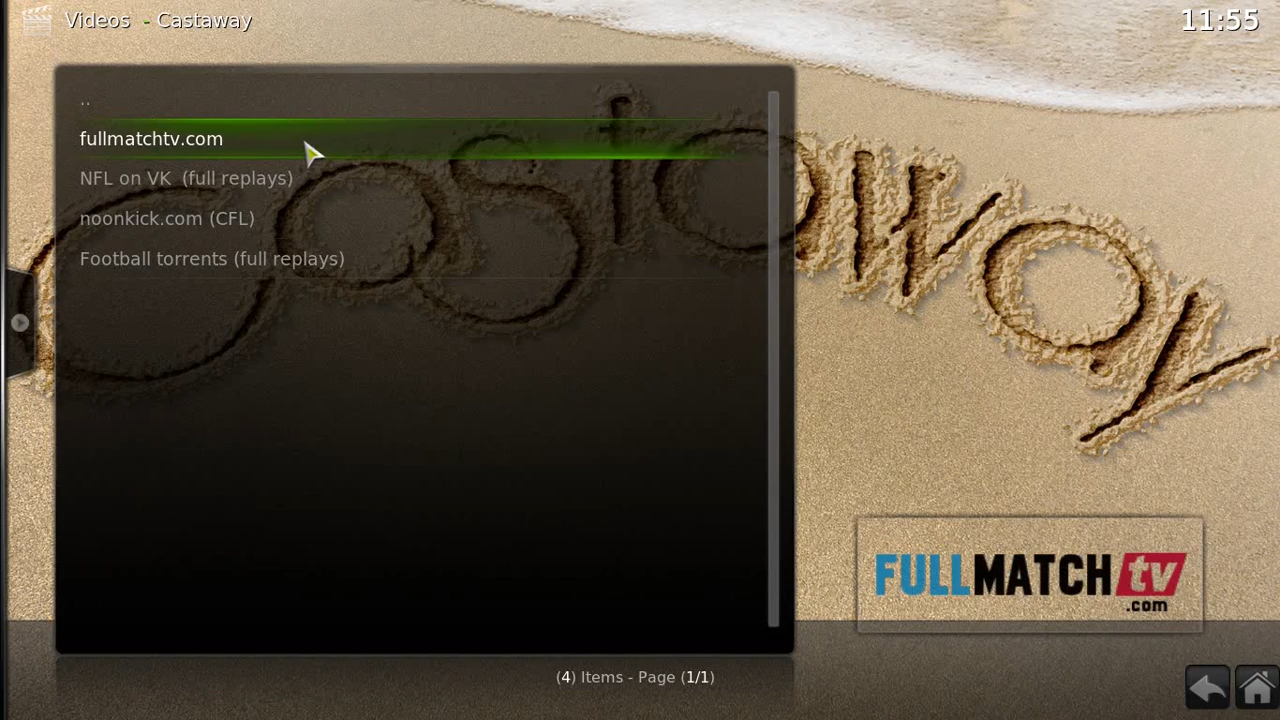 Videos - Castaway
11:55
..
fullmatchtv.com
NFL on VK (full replays)
noonkick.com (CFL)
Football torrents (full replays)
Castaway
FULLMATCHtv
.com
(4) Items - Page (1/1)